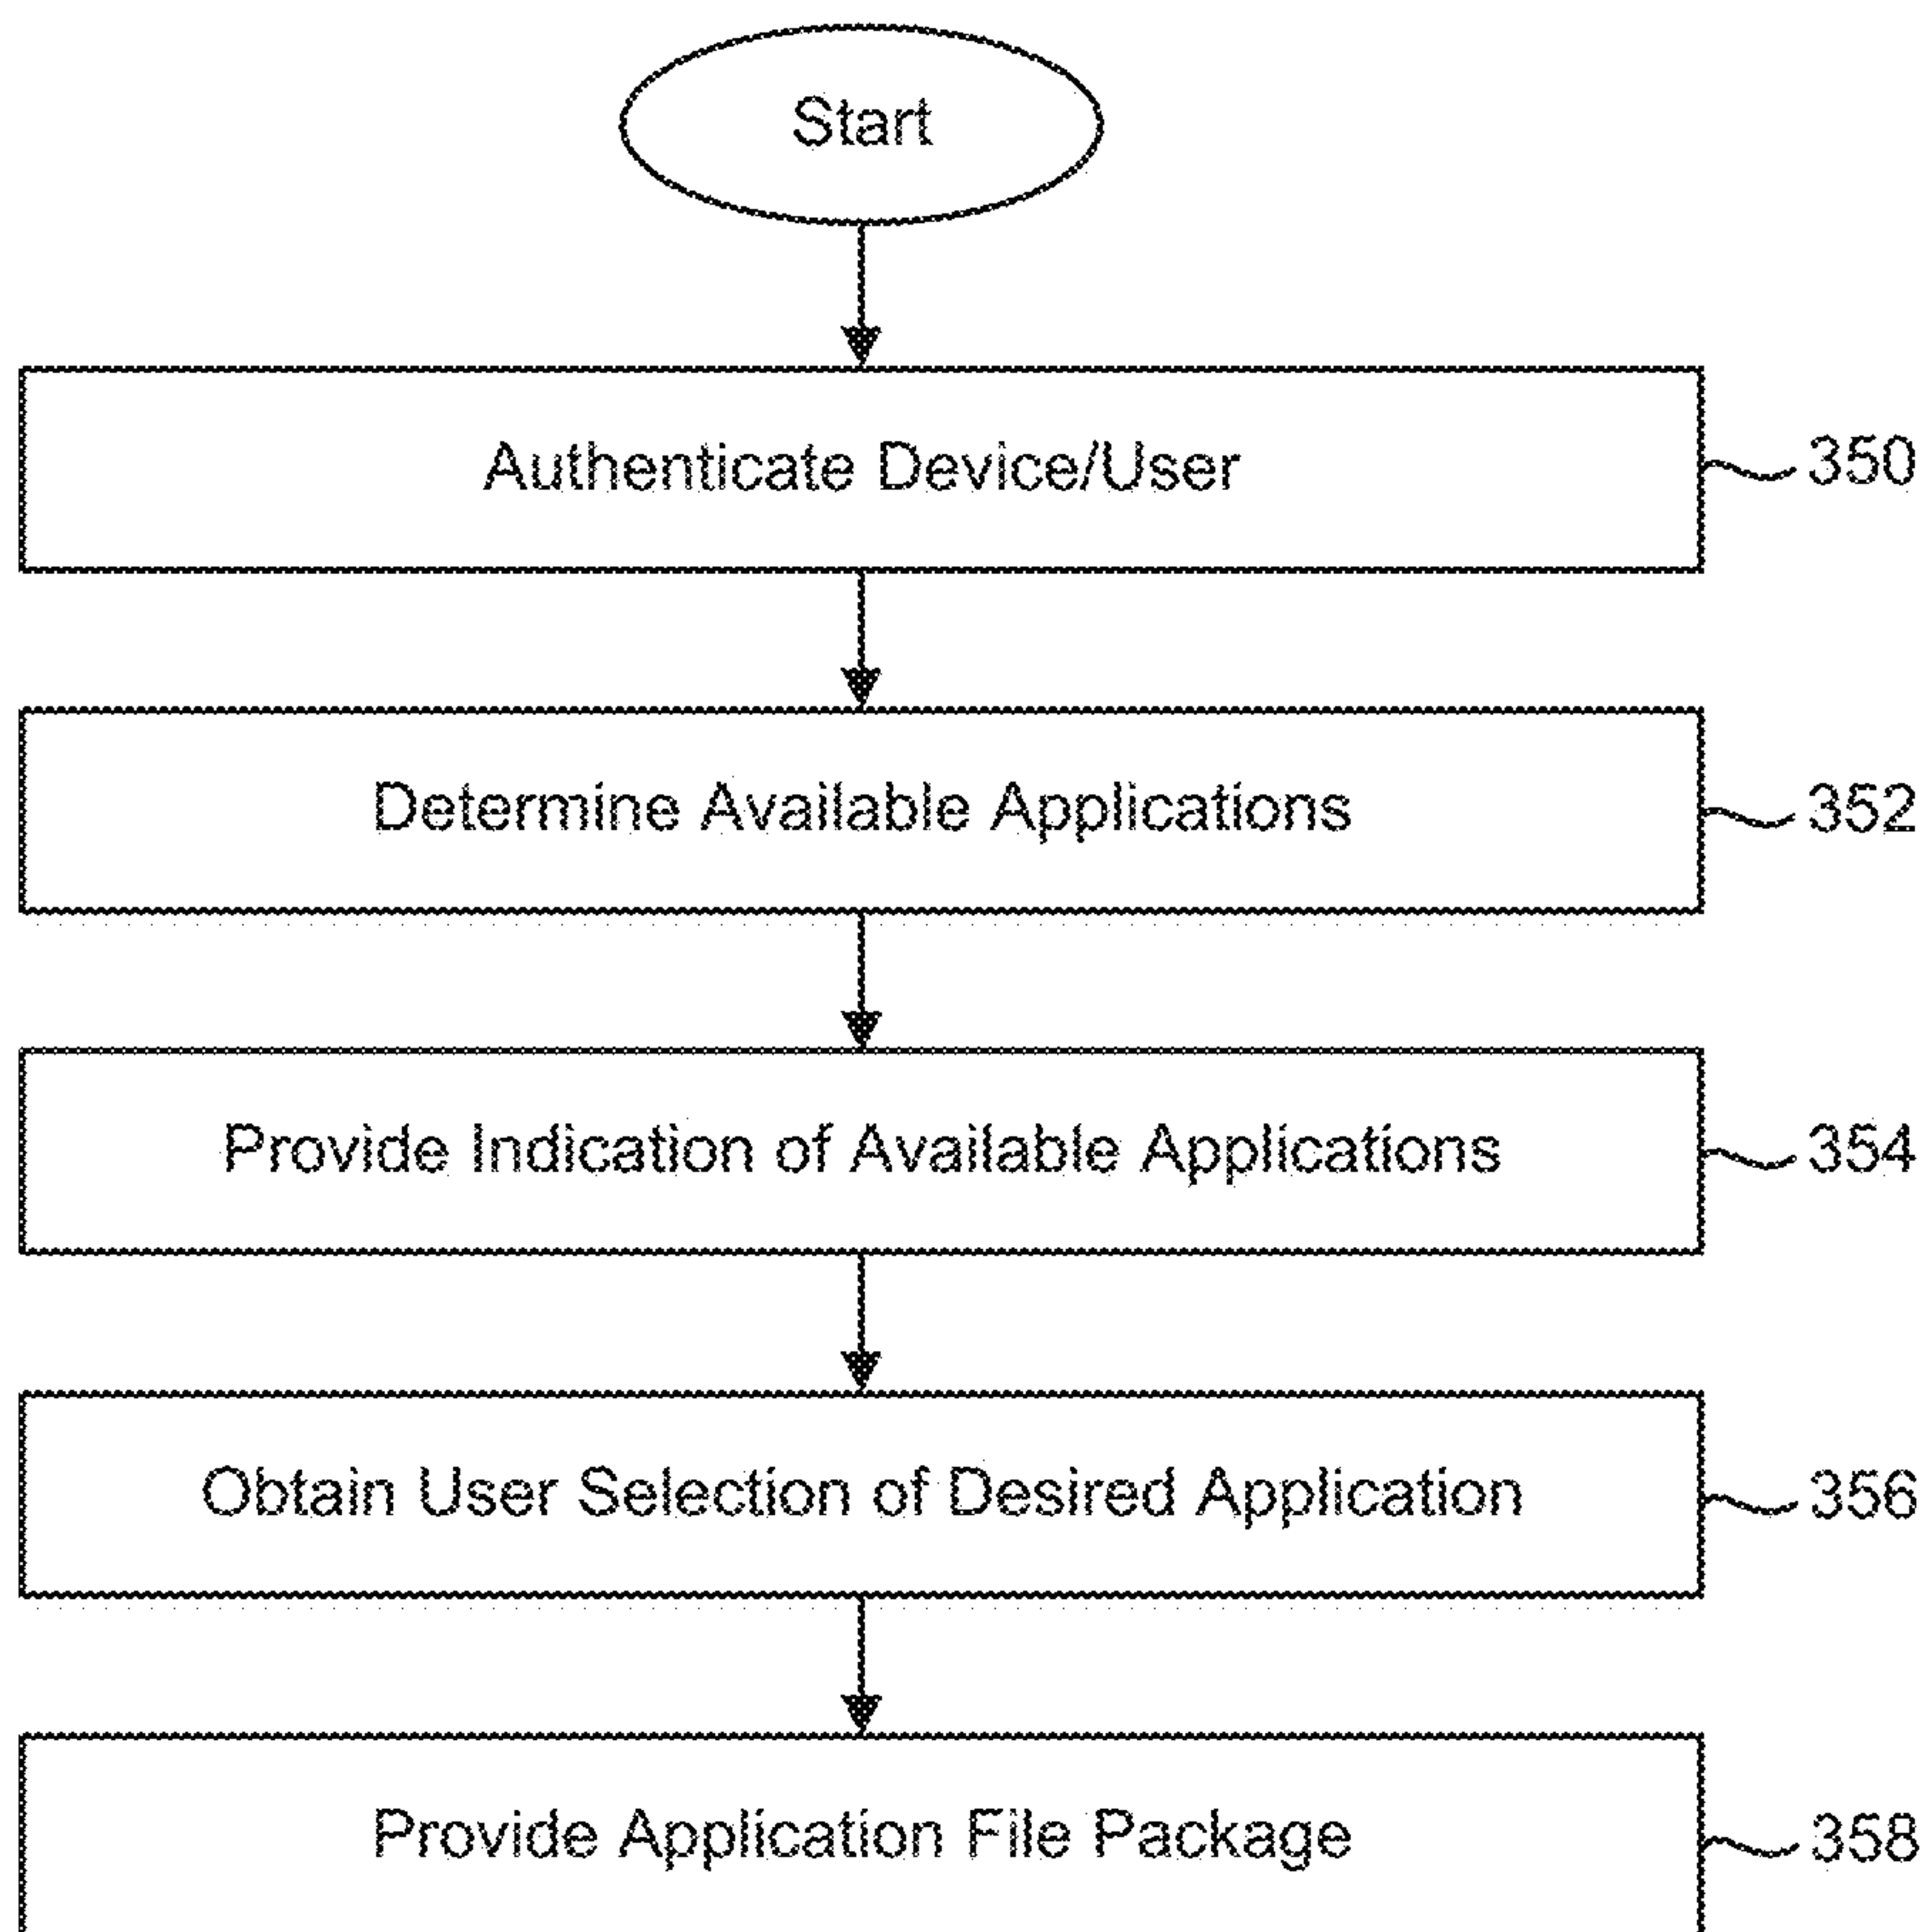 Start
Authenticate Device/User
350
Determine Available Applications
352
Provide Indication of Available Applications
354
Obtain User Selection of Desired Application
356
Provide Application File Package
358